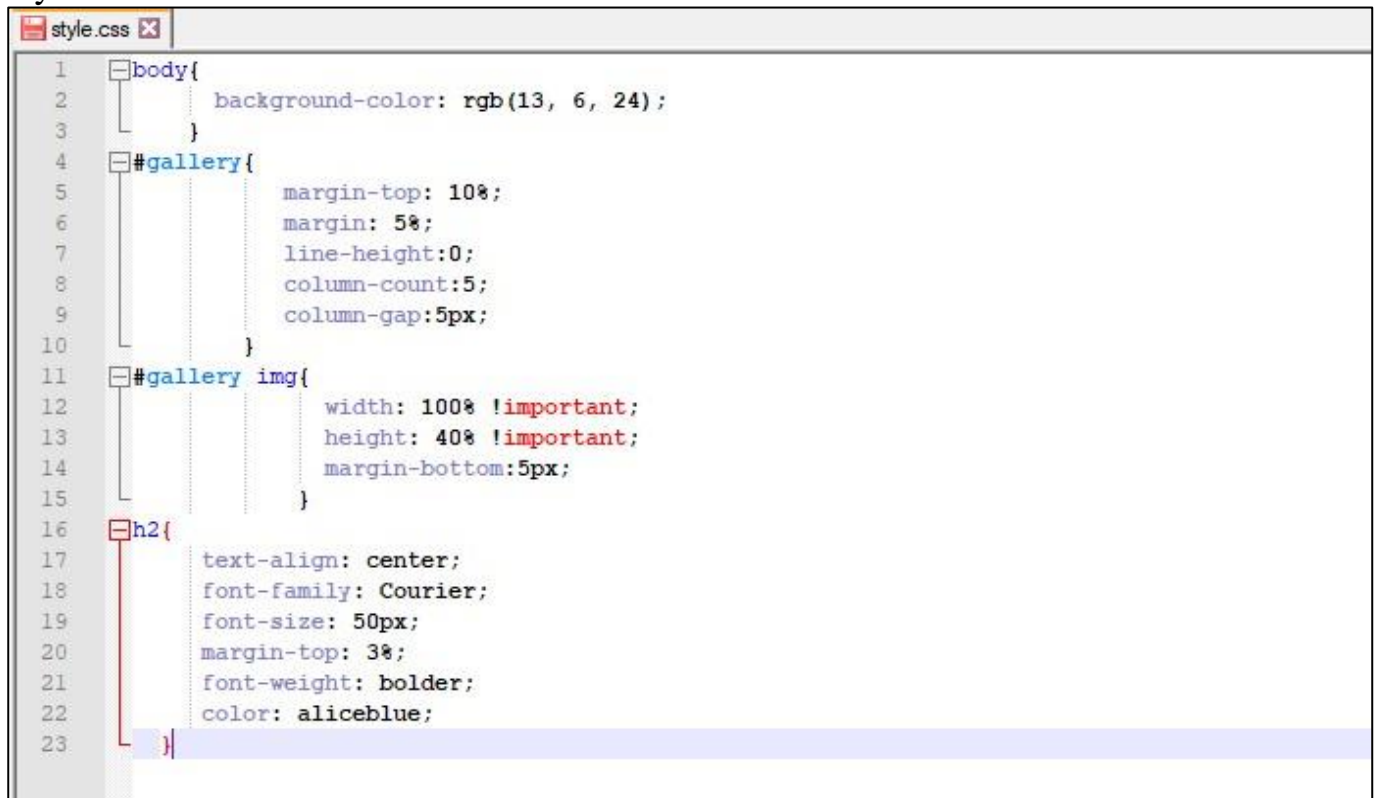 style.css
1 body{
2 background-color: rgb(13, 6, 24);
3 }
4 #gallery{
5 margin-top: 10%;
6 margin: 5%;
7 line-height:0;
8 column-count:5;
9 column-gap:5px;
10 }
11 #gallery img{
12 width: 100% !important;
13 height: 40% !important;
14 margin-bottom:5px;
15 }
16 h2{
17 text-align: center;
18 font-family: Courier;
19 font-size: 50px;
20 margin-top: 3%;
21 font-weight: bolder;
22 color: aliceblue;
23 }